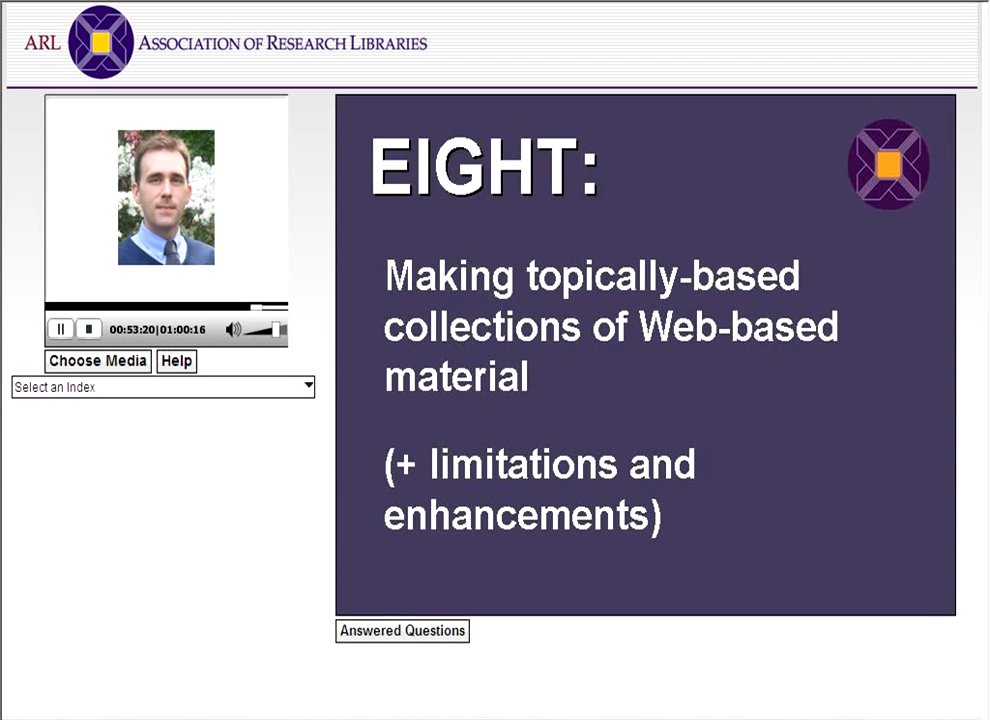 ARL ASSOCIATION OF RESEARCH LIBRARIES
00:53:20|01:00:16
Choose Media Help
Select an Index
EIGHT:
Making topically-based
collections of Web-based
material
(+ limitations and
enhancements)
Answered Questions